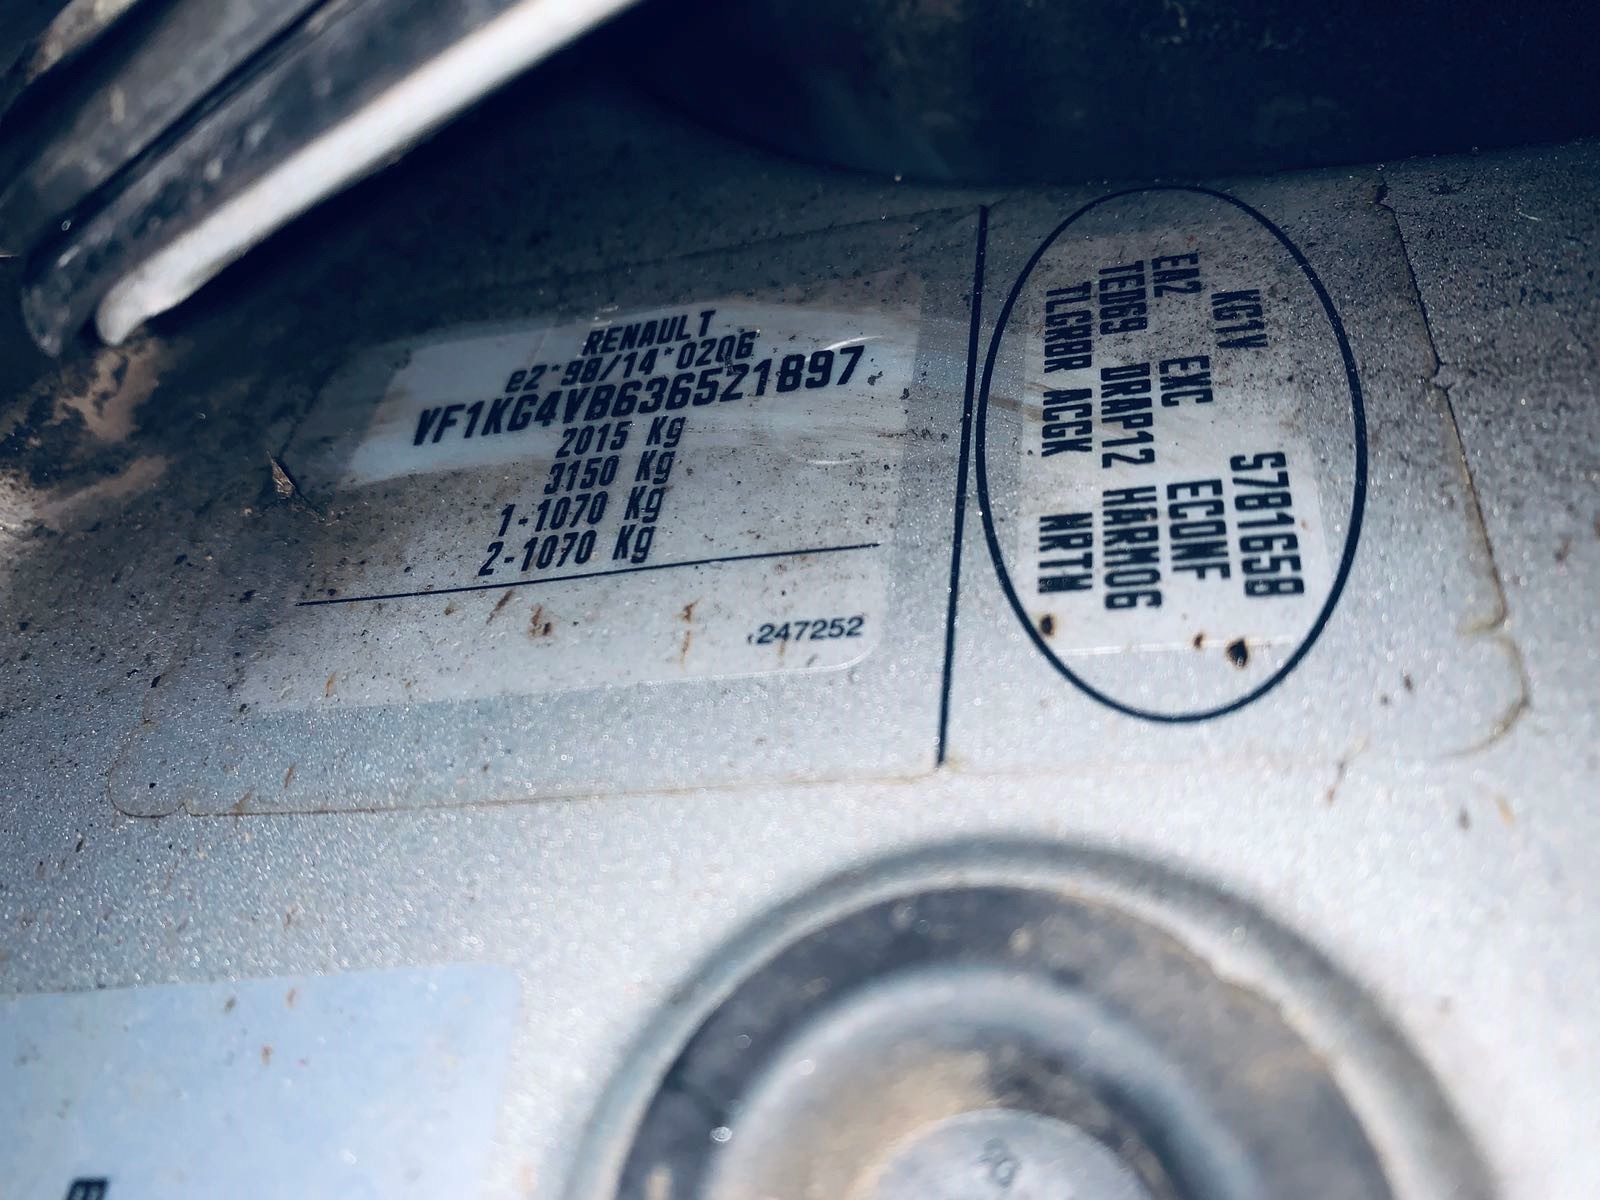 RENAULT
e2*98/14*0206
VF1KG4VB636521897
2015 Kg
3150 Kg
1-1070 Kg
2-1070 Kg
247252
KG1V S781658
EA2 EXC ECONF
TED69 DRAP12 HARM06
TLGRBR ACGK NRTN